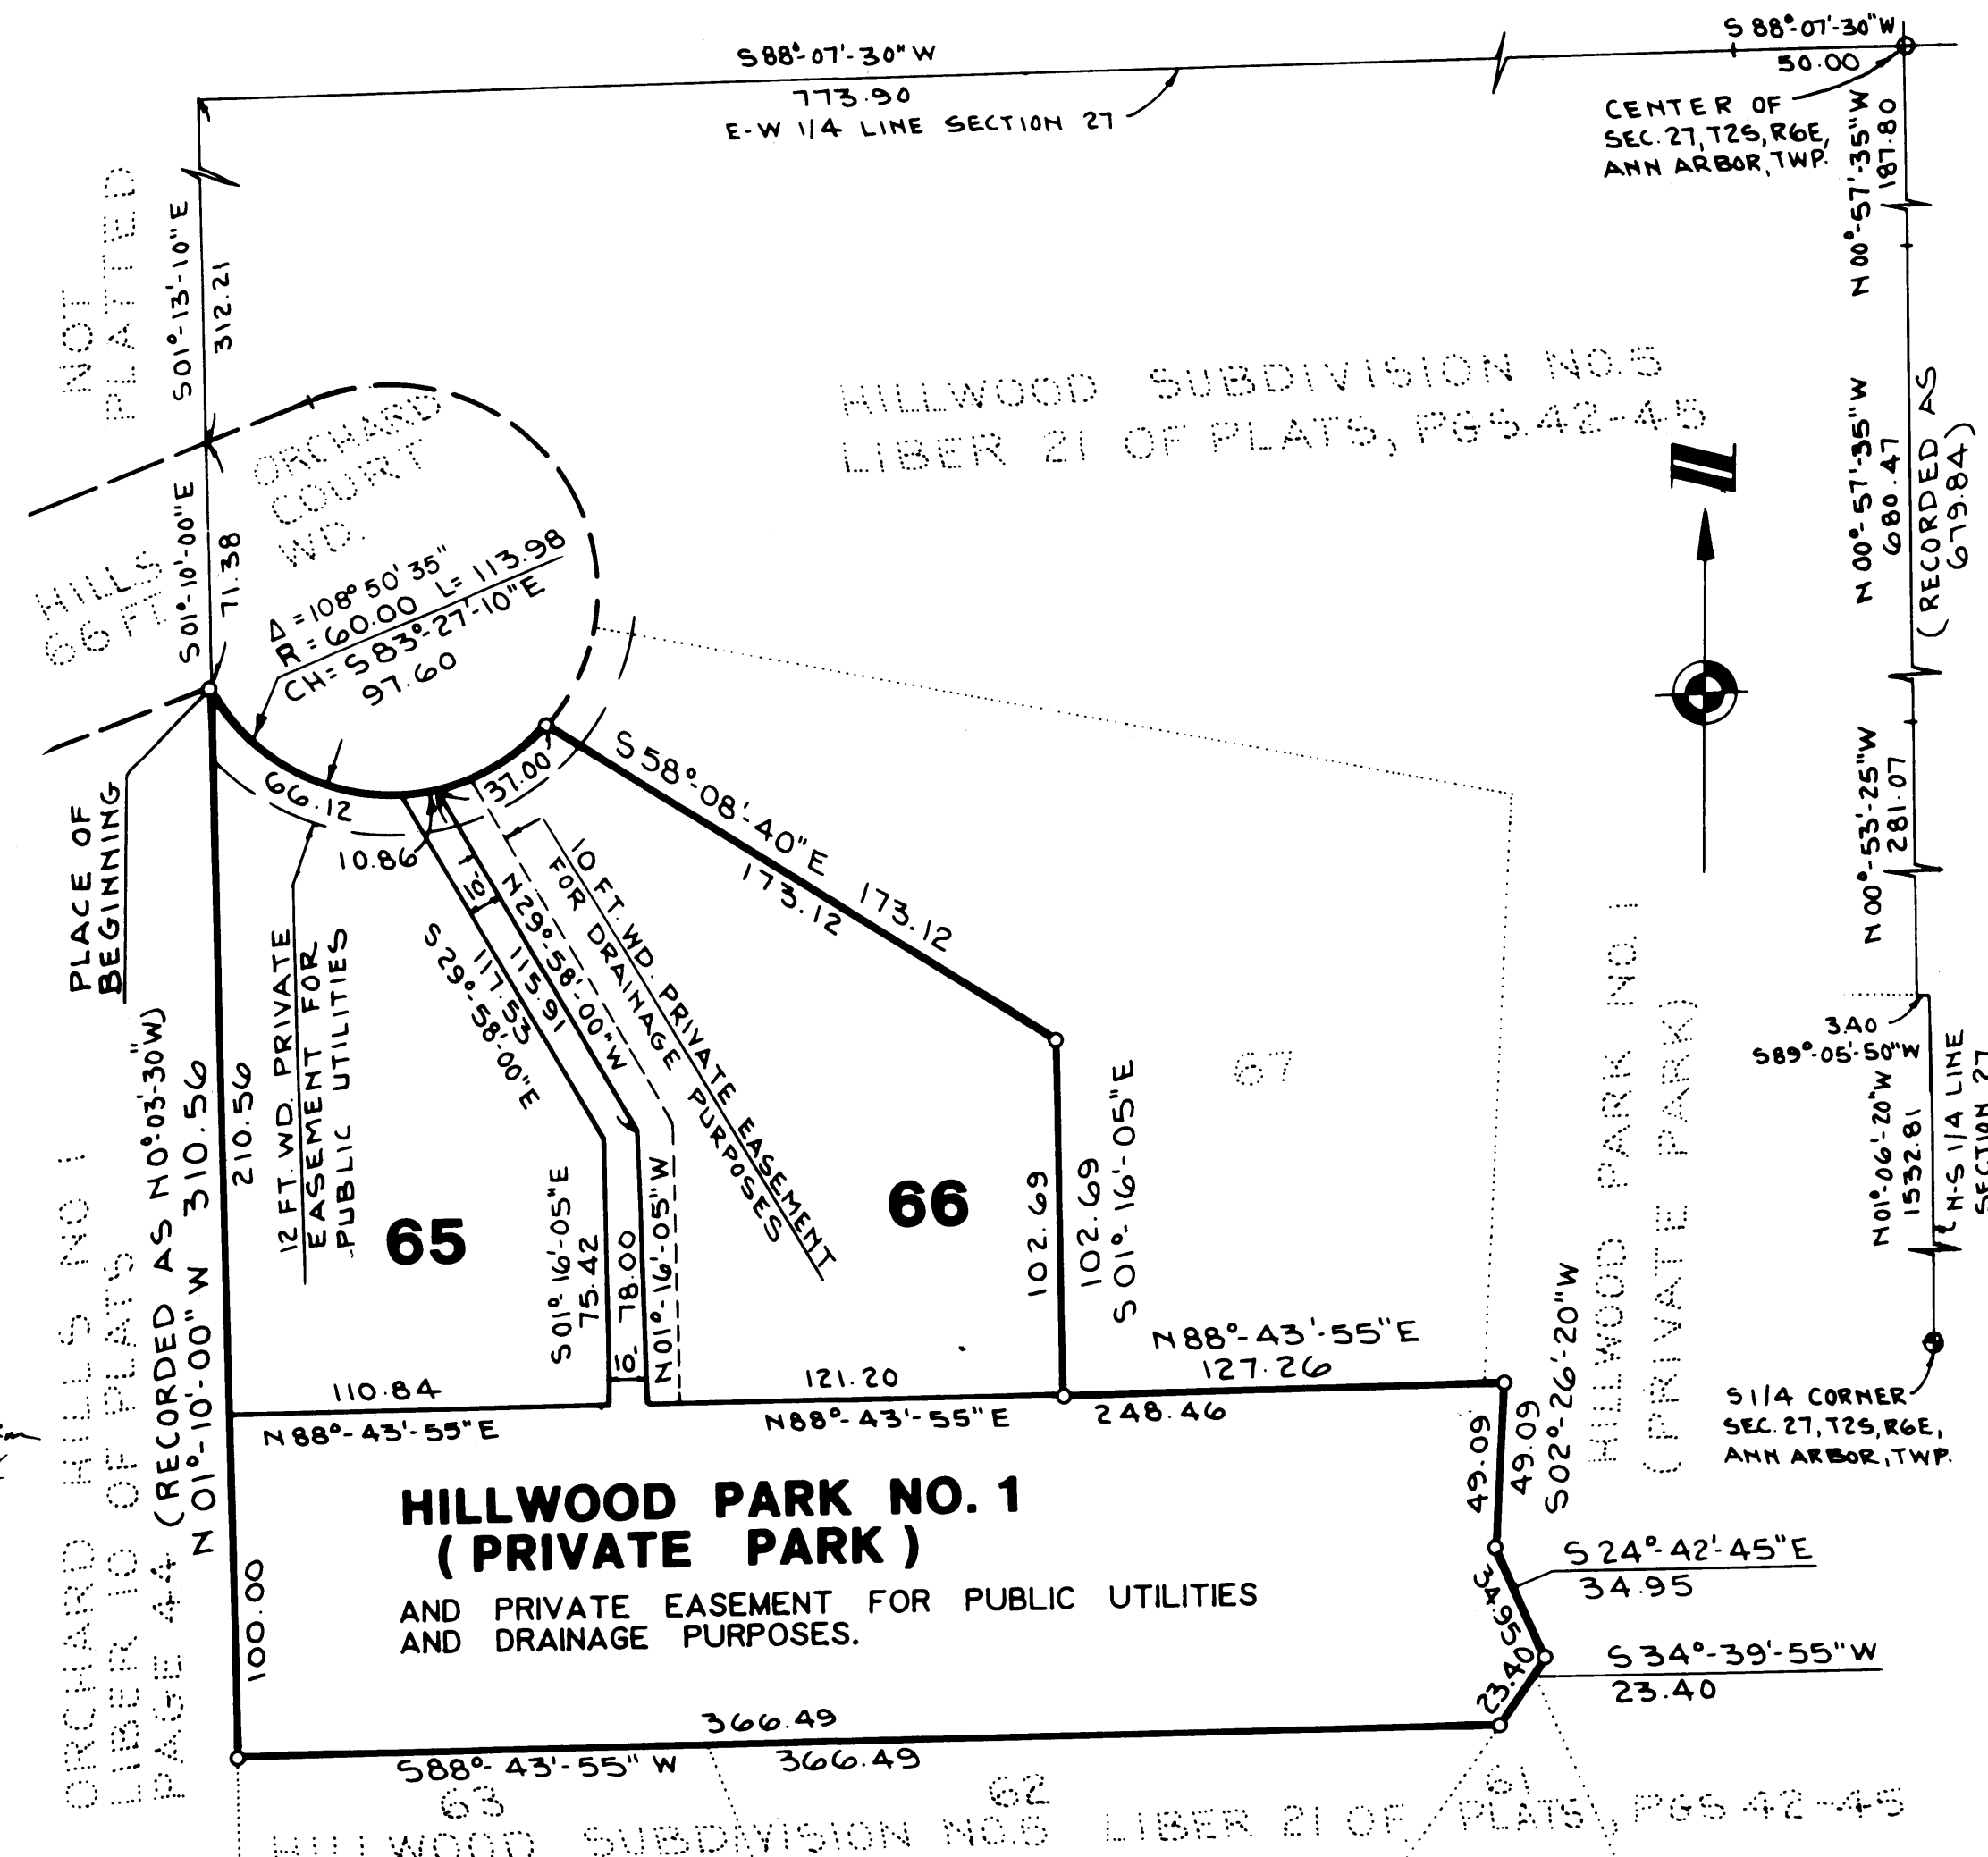 S 88°-07'-30" W
773.90
E-W 1/4 LINE SECTION 27
S 88°-07'-30" W
50.00
CENTER OF
SEC. 27, T2S, R6E,
ANN ARBOR, TWP.
N 00°-57'-35" W
187.80
NOT
PLATTED
S 01°-13'-10" E
312.21
HILLWOOD SUBDIVISION NO. 5
LIBER 21 OF PLATS, PGS. 42-45
N 00°-57'-35" W
680.47
(RECORDED AS
679.84)
ORCHARD
COURT
WD.
HILLS
66 FT.
S 01°-10'-00" E
71.38
Δ = 108° 50' 35"
R = 60.00 L = 113.98
CH = S 83°-27'-10" E
97.60
PLACE OF
BEGINNING
66.12
37.00
10.86
S 58°-08'-40" E 173.12
173.12
10 FT. WD. PRIVATE EASEMENT
FOR DRAINAGE PURPOSES
N 29°-58'-00" W
115.91
117.53
S 29°-58'-00" E
12 FT. WD. PRIVATE
EASEMENT FOR
PUBLIC UTILITIES
N 00°-53'-25" W
281.07
3.40
S 89°-05'-50" W
N 01°-06'-20" W
1532.81
N-S 1/4 LINE
SECTION 27
67
HILLWOOD PARK NO. 1
(PRIVATE PARK)
65
66
210.56
N 01°-10'-00" W 310.56
(RECORDED AS N 0°-03'-30" W)
ORCHARD HILLS NO 1
LIBER 10 OF PLATS
PAGE 44
S 01°-16'-05" E
75.42
10
78.00
N 01°-16'-05" W
102.69
102.69
S 01°-16'-05" E
110.84
N 88°-43'-55" E
121.20
N 88°-43'-55" E
N 88°-43'-55" E
127.26
248.46
49.09
49.09
S 02°-26'-20" W
S 1/4 CORNER
SEC. 27, T2S, R6E,
ANN ARBOR, TWP.
HILLWOOD PARK NO. 1
( PRIVATE PARK )
AND PRIVATE EASEMENT FOR PUBLIC UTILITIES
AND DRAINAGE PURPOSES.
100.00
34.95
S 24°-42'-45" E
34.95
23.40
S 34°-39'-55" W
23.40
366.49
S 88°-43'-55" W
366.49
63
62
61
HILLWOOD SUBDIVISION NO. 5 LIBER 21 OF PLATS, PGS 42-45